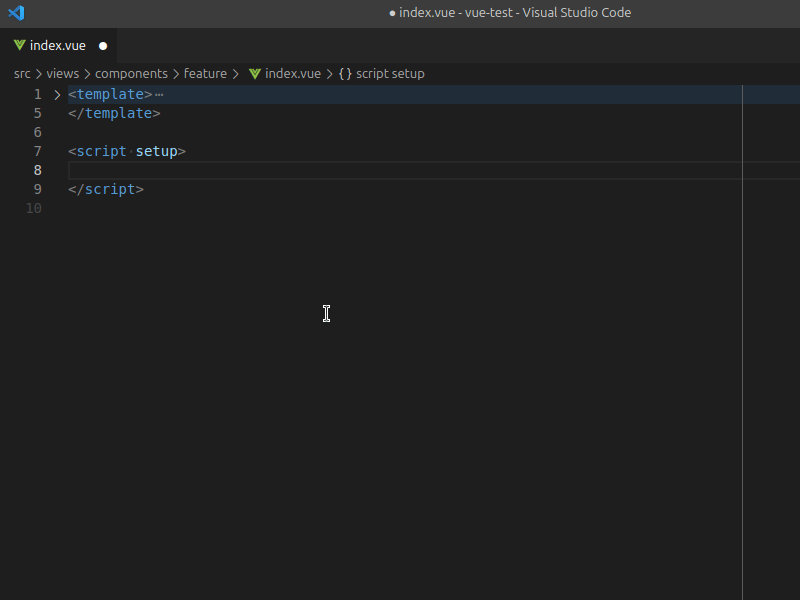 ● index.vue - vue-test - Visual Studio Code
index.vue ●
src > views > components > feature > index.vue > {} script setup
1 > <template>⋯
5 </template>
6
7 <script·setup>
8
9 </script>
10